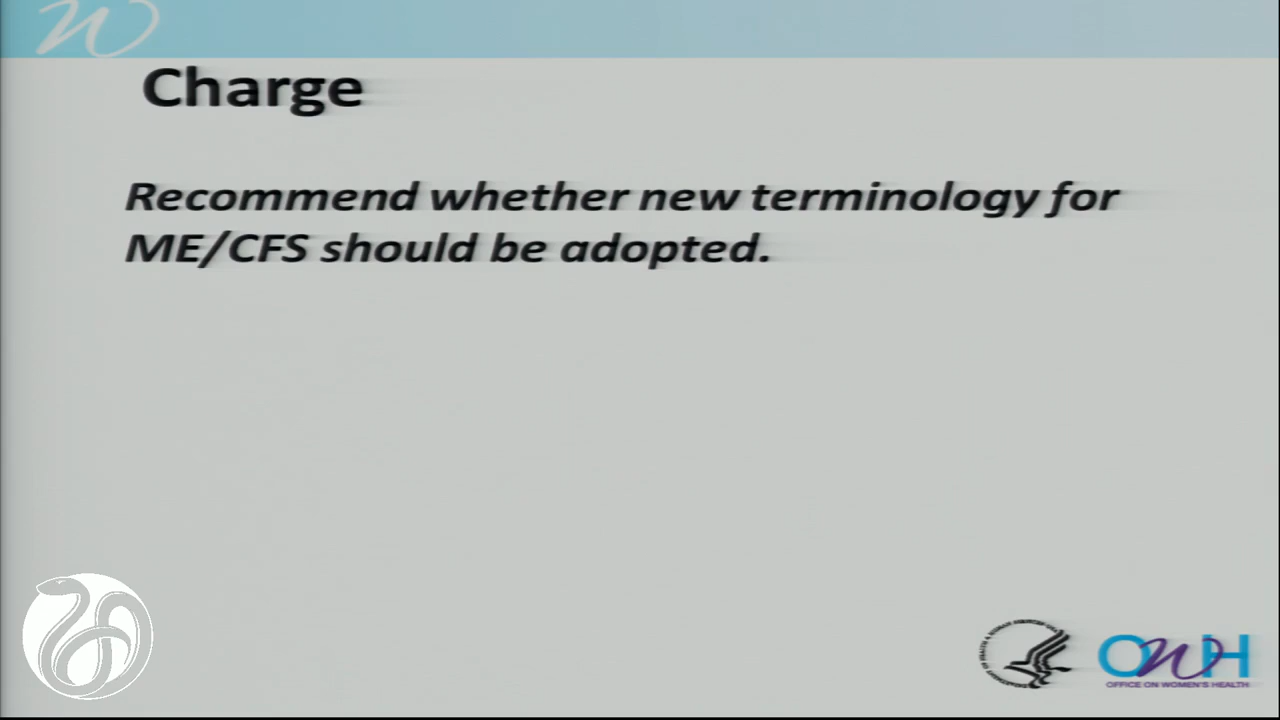 Charge
Recommend whether new terminology for
ME/CFS should be adopted.
OWH
OFFICE ON WOMEN'S HEALTH